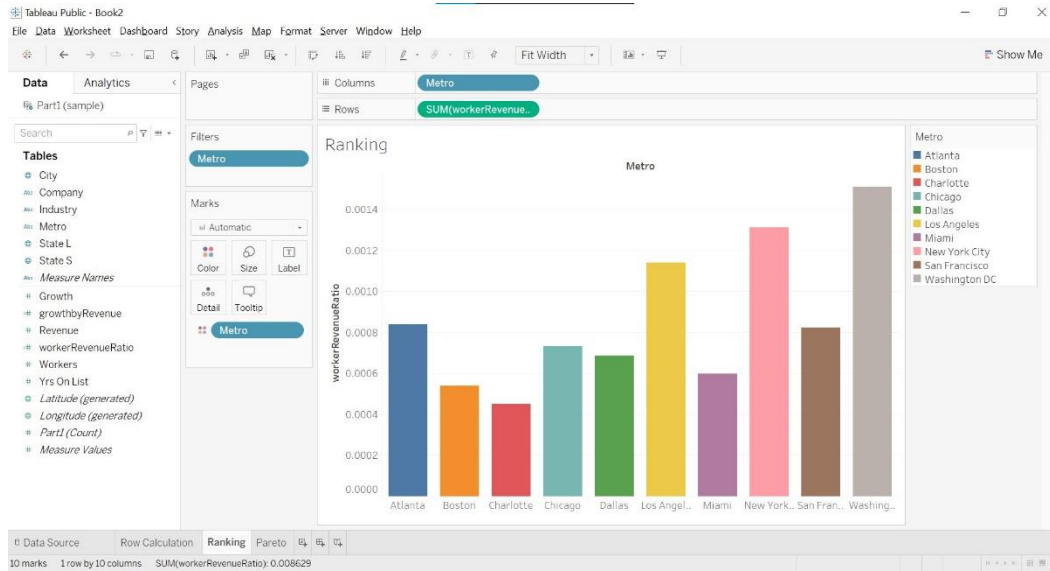 Tableau Public - Book2
File Data Worksheet Dashboard Story Analysis Map Format Server Window Help
Fit Width
Show Me
Data Analytics
Part1 (sample)
Search
Tables
City
Abc Company
Abc Industry
Abc Metro
State L
State S
Abc Measure Names
# Growth
=# growthbyRevenue
# Revenue
=# workerRevenueRatio
# Workers
# Yrs On List
Latitude (generated)
Longitude (generated)
# Part1 (Count)
# Measure Values
Pages
Filters
Metro
Marks
Automatic
Color Size Label
Detail Tooltip
Metro
iii Columns Metro
Rows SUM(workerRevenue..
Ranking
Metro
workerRevenueRatio
0.0014
0.0012
0.0010
0.0008
0.0006
0.0004
0.0002
0.0000
Atlanta Boston Charlotte Chicago Dallas Los Angel.. Miami New York.. San Fran.. Washing..
Metro
Atlanta
Boston
Charlotte
Chicago
Dallas
Los Angeles
Miami
New York City
San Francisco
Washington DC
Data Source Row Calculation Ranking Pareto
10 marks 1 row by 10 columns SUM(workerRevenueRatio): 0.008629